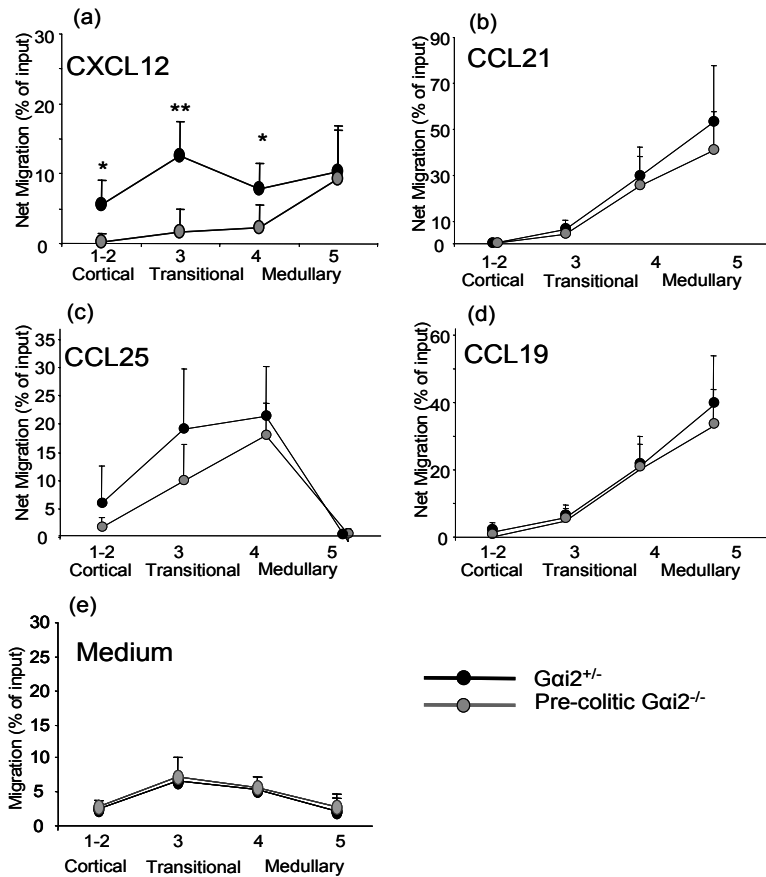 (a)
CXCL12
Net Migration (% of input)
30
20
10
0
*
**
*
1-2
3
4
5
Cortical
Transitional
Medullary
(b)
CCL21
Net Migration (% of input)
90
70
50
30
10
0
1-2
3
4
5
Cortical
Transitional
Medullary
(c)
CCL25
Net Migration (% of input)
35
30
25
20
15
10
5
0
1-2
3
4
5
Cortical
Transitional
Medullary
(d)
CCL19
Net Migration (% of input)
60
40
20
0
1-2
3
4
5
Cortical
Transitional
Medullary
(e)
Medium
Migration (% of input)
30
25
20
15
10
5
0
1-2
3
4
5
Cortical
Transitional
Medullary
Gαi2+/-
Pre-colitic Gαi2-/-